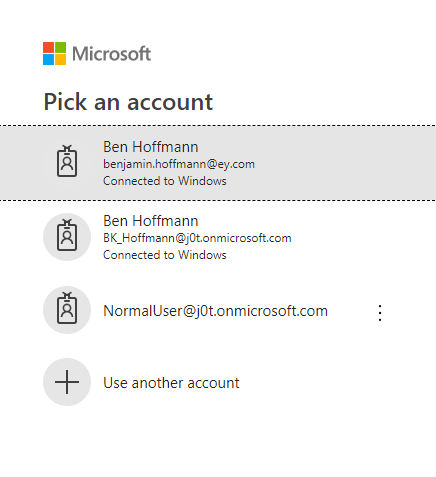 Microsoft
Pick an account
Ben Hoffmann
benjamin.hoffmann@ey.com
Connected to Windows
Ben Hoffmann
BK_Hoffmann@j0t.onmicrosoft.com
Connected to Windows
NormalUser@j0t.onmicrosoft.com
Use another account